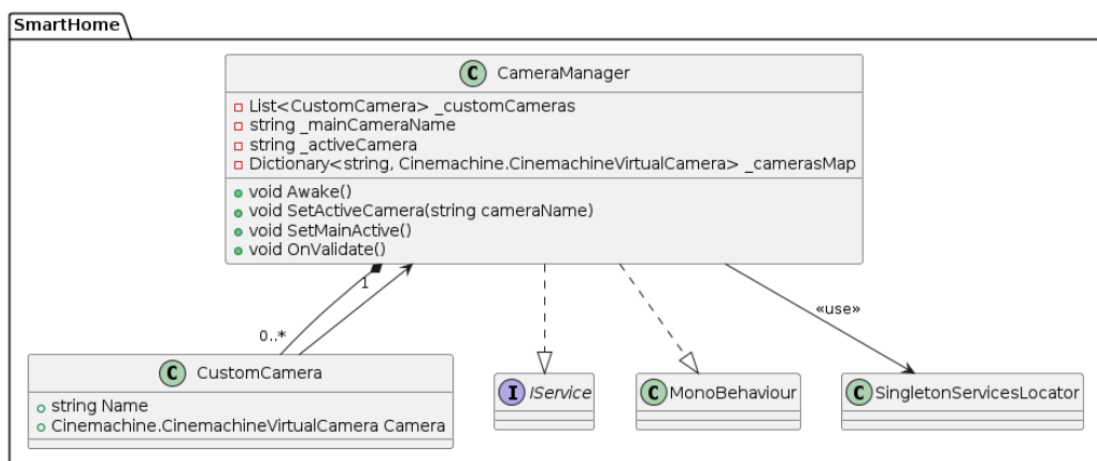 SmartHome
C CameraManager
List<CustomCamera> _customCameras
string _mainCameraName
string _activeCamera
Dictionary<string, Cinemachine.CinemachineVirtualCamera> _camerasMap
void Awake()
void SetActiveCamera(string cameraName)
void SetMainActive()
void OnValidate()
1
«use»
0..*
C CustomCamera
string Name
Cinemachine.CinemachineVirtualCamera Camera
I IService
C MonoBehaviour
C SingletonServicesLocator